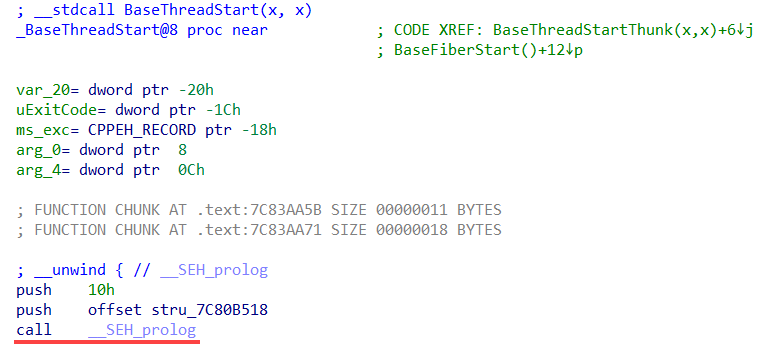 ; __stdcall BaseThreadStart(x, x)
_BaseThreadStart@8 proc near ; CODE XREF: BaseThreadStartThunk(x,x)+6↓j
; BaseFiberStart()+12↓p
var_20= dword ptr -20h
uExitCode= dword ptr -1Ch
ms_exc= CPPEH_RECORD ptr -18h
arg_0= dword ptr  8
arg_4= dword ptr  0Ch
; FUNCTION CHUNK AT .text:7C83AA5B SIZE 00000011 BYTES
; FUNCTION CHUNK AT .text:7C83AA71 SIZE 00000018 BYTES
; __unwind { // __SEH_prolog
push    10h
push    offset stru_7C80B518
call    __SEH_prolog